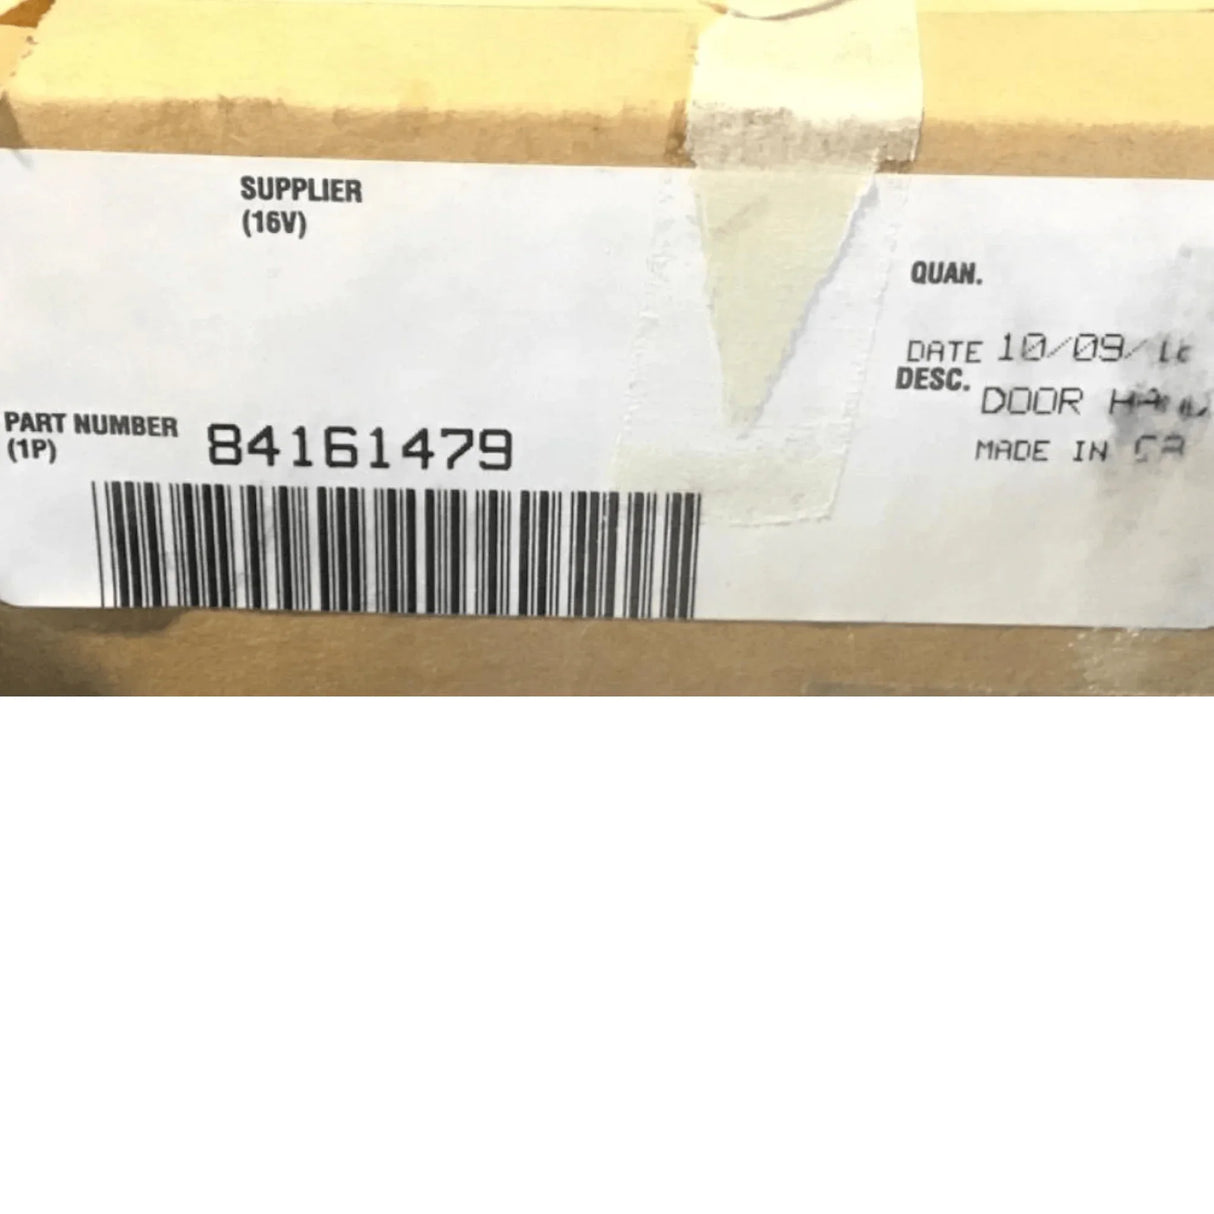 SUPPLIER
(16V)
QUAN.
DATE 10/09/
DESC. DOOR
MADE IN
PART NUMBER 84161479
(1P)